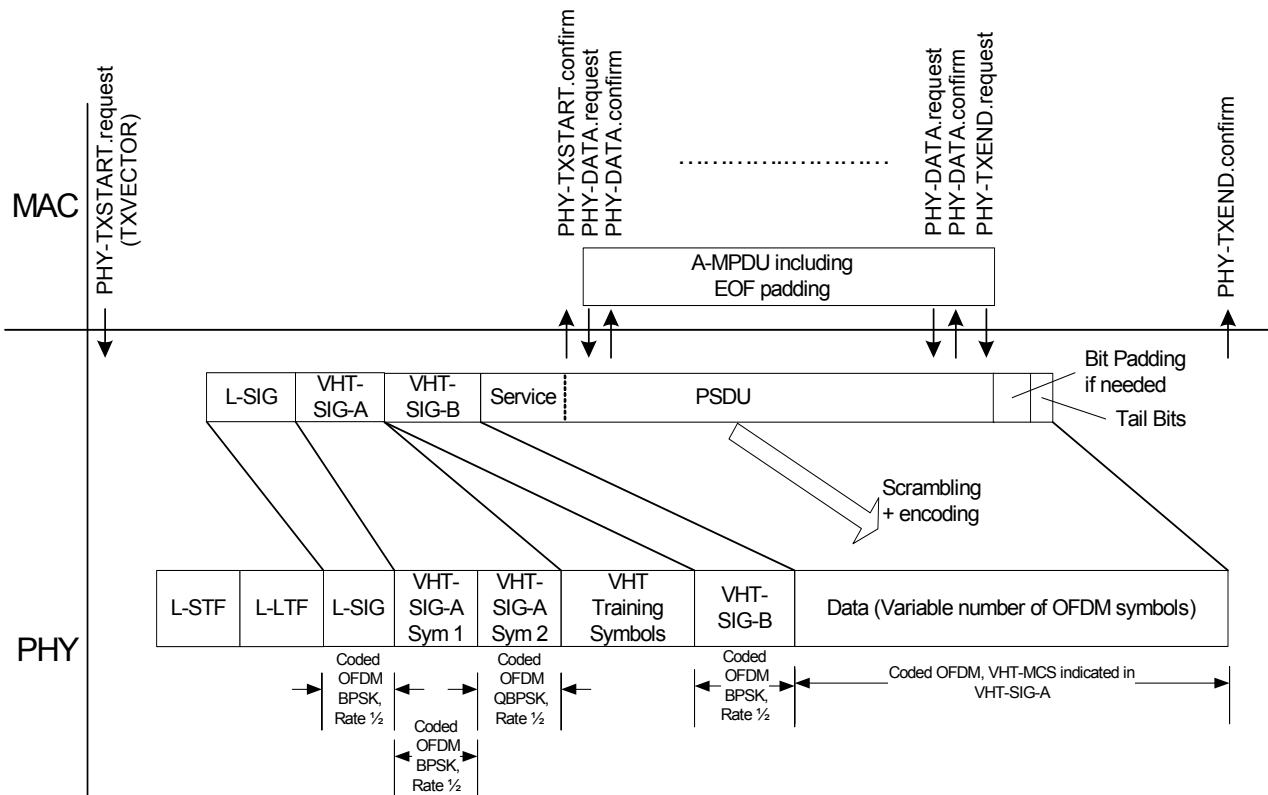 MAC
PHY-TXSTART.request
(TXVECTOR)
PHY-TXSTART.confirm
PHY-DATA.request
PHY-DATA.confirm
……………………………
PHY-DATA.request
PHY-DATA.confirm
PHY-TXEND.request
PHY-TXEND.confirm
A-MPDU including
EOF padding
L-SIG
VHT-
SIG-A
VHT-
SIG-B
Service
PSDU
Bit Padding
if needed
Tail Bits
Scrambling
+ encoding
PHY
L-STF
L-LTF
L-SIG
VHT-
SIG-A
Sym 1
VHT-
SIG-A
Sym 2
VHT
Training
Symbols
VHT-
SIG-B
Data (Variable number of OFDM symbols)
Coded
OFDM
BPSK,
Rate ½
Coded
OFDM
BPSK,
Rate ½
Coded
OFDM
QBPSK,
Rate ½
Coded
OFDM
BPSK,
Rate ½
Coded OFDM, VHT-MCS indicated in
VHT-SIG-A